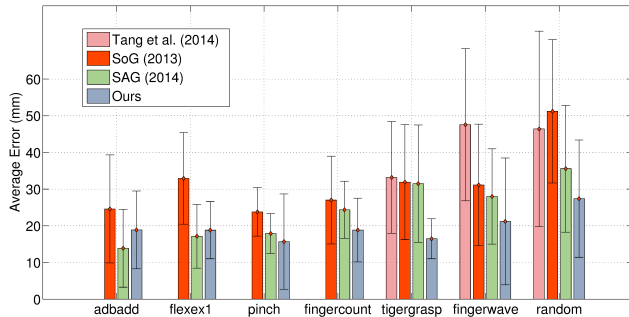 Tang et al. (2014)
SoG (2013)
SAG (2014)
Ours
Average Error (mm)
60
50
40
30
20
10
0
adbadd flexex1 pinch fingercount tigergrasp fingerwave random